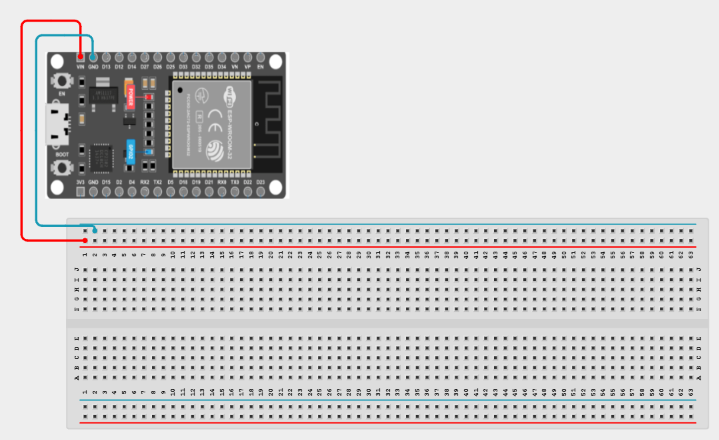 VIN GND D13 D12 D14 D27 D26 D25 D33 D32 D35 D34 VN VP EN
EN
POWER
ESP-WROOM-32
CE
BOOT
3V3 GND D15 D2 D4 RX2 TX2 D5 D18 D19 D21 RX0 TX0 D22 D23
1 2 3 4 5 6 7 8 9 10 11 12 13 14 15 16 17 18 19 20 21 22 23 24 25 26 27 28 29 30 31 32 33 34 35 36 37 38 39 40 41 42 43 44 45 46 47 48 49 50 51 52 53 54 55 56 57 58 59 60 61 62 63
J J
I I
H H
G G
F F
E E
D D
C C
B B
A A
1 2 3 4 5 6 7 8 9 10 11 12 13 14 15 16 17 18 19 20 21 22 23 24 25 26 27 28 29 30 31 32 33 34 35 36 37 38 39 40 41 42 43 44 45 46 47 48 49 50 51 52 53 54 55 56 57 58 59 60 61 62 63